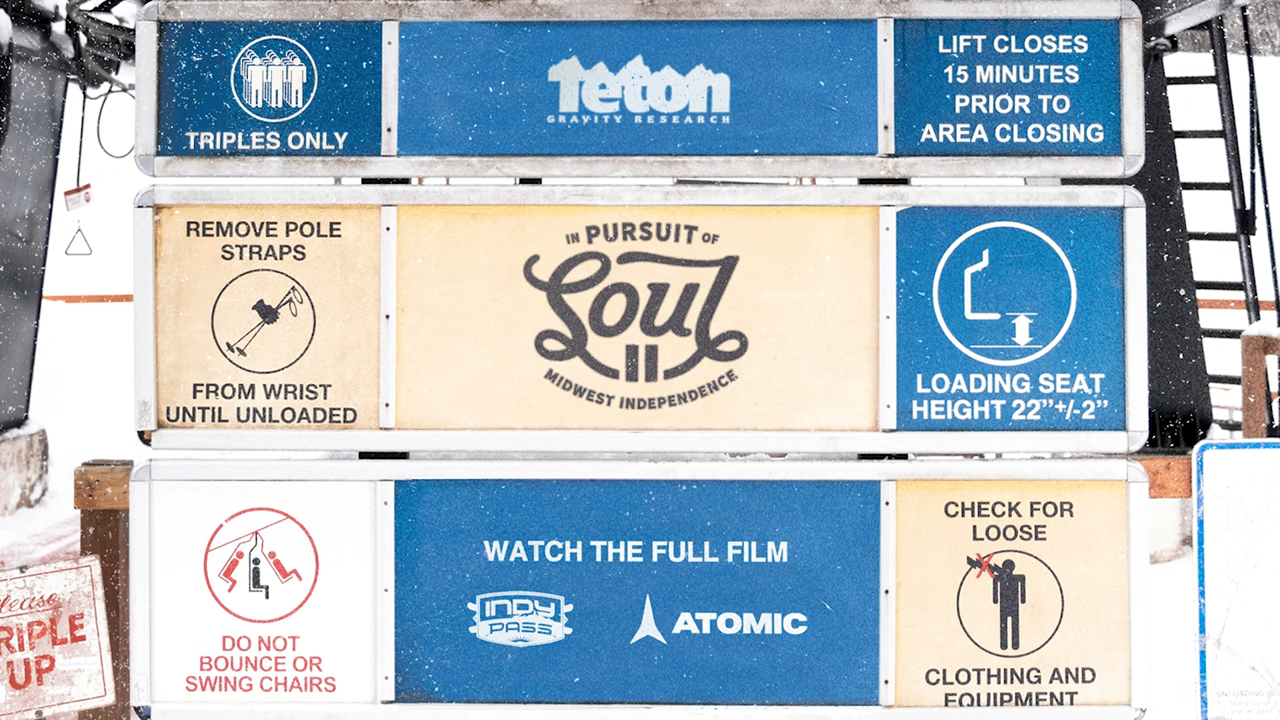 TRIPLES ONLY
Teton
GRAVITY RESEARCH
LIFT CLOSES
15 MINUTES
PRIOR TO
AREA CLOSING
REMOVE POLE
STRAPS
FROM WRIST
UNTIL UNLOADED
IN PURSUIT OF
Soul
II
MIDWEST INDEPENDENCE
LOADING SEAT
HEIGHT 22”+/-2”
DO NOT
BOUNCE OR
SWING CHAIRS
WATCH THE FULL FILM
INDY
PASS
ATOMIC
CHECK FOR
LOOSE
CLOTHING AND
EQUIPMENT
UP